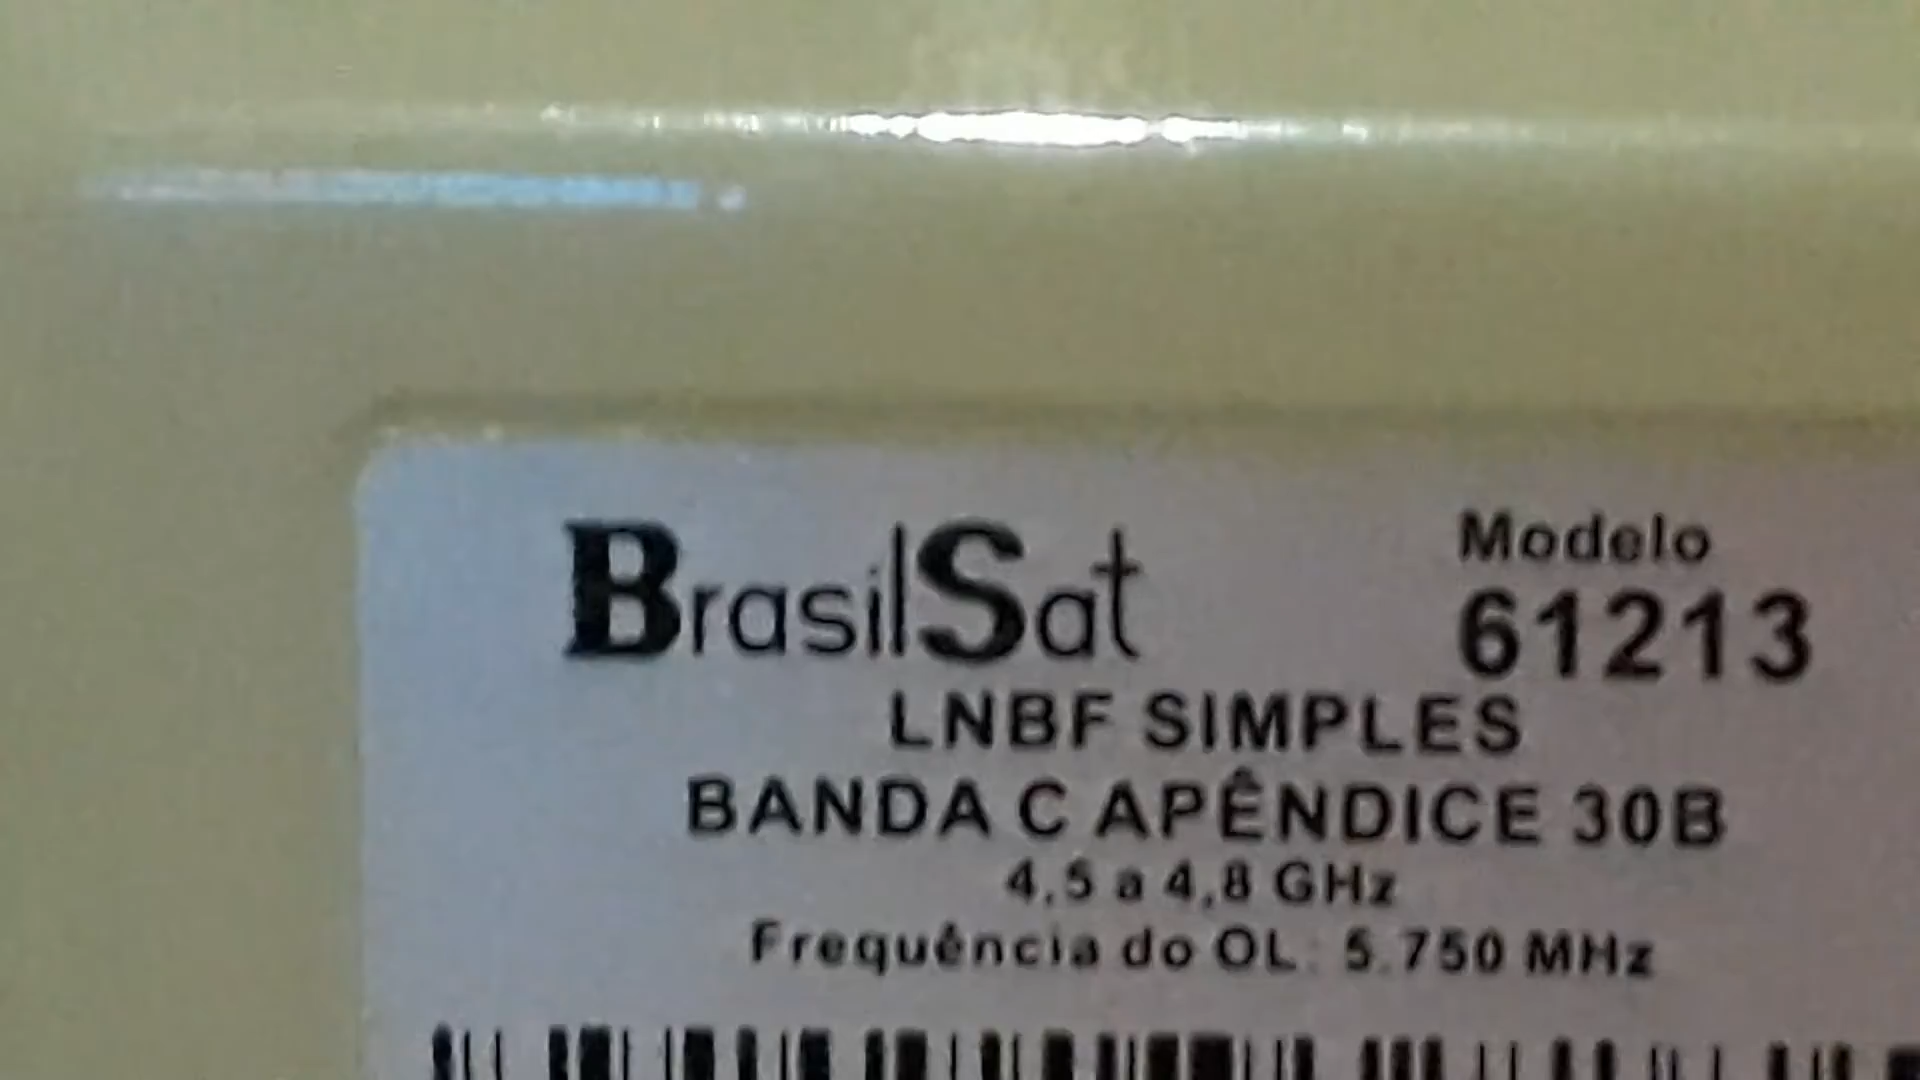 BrasilSat
Modelo
61213
LNBF SIMPLES
BANDA C APÊNDICE 30B
4,5 a 4,8 GHz
Frequência do OL: 5.750 MHz